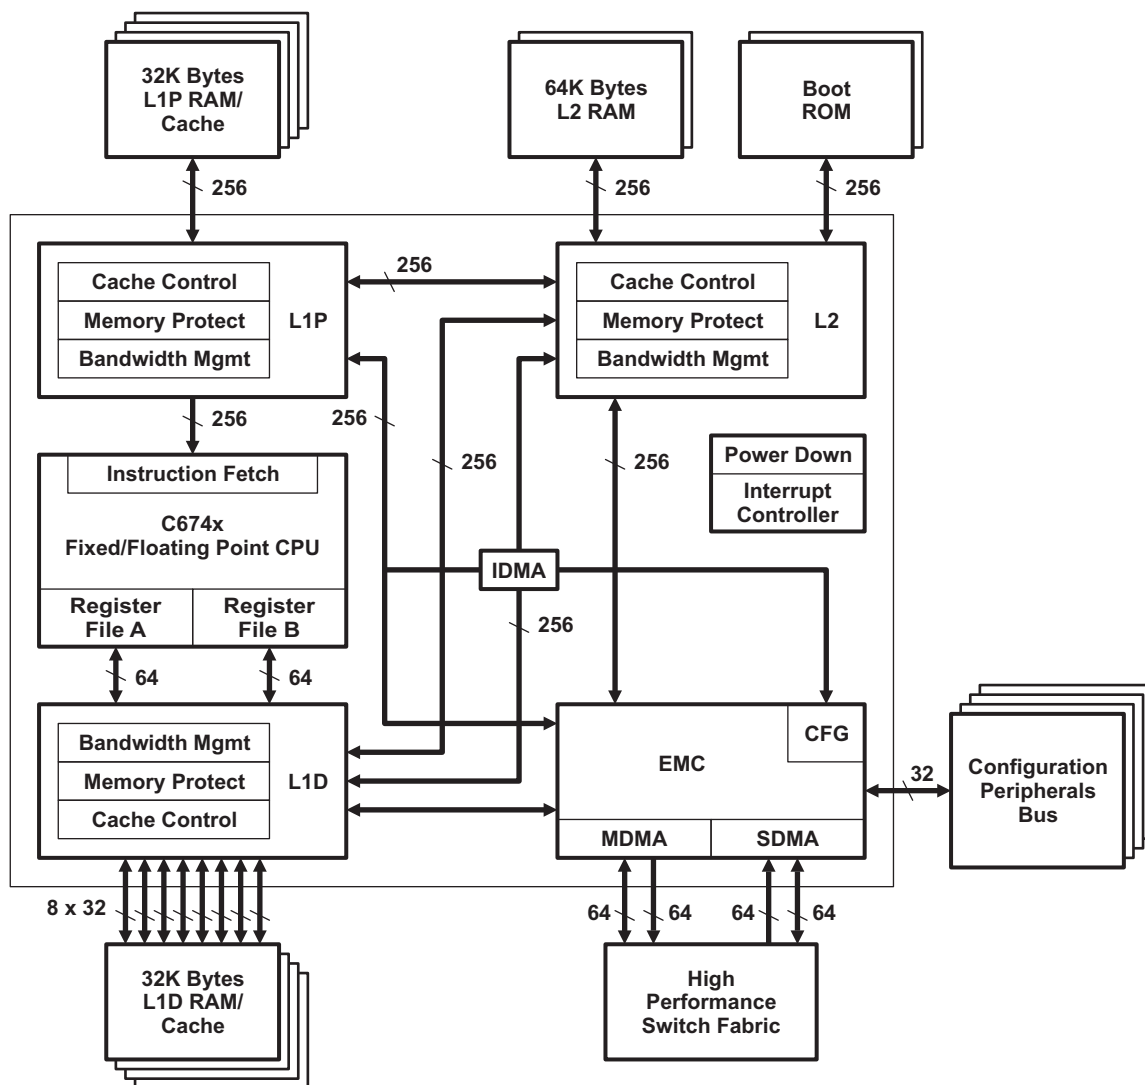 32K Bytes
L1P RAM/
Cache
64K Bytes
L2 RAM
Boot
ROM
256
256
256
Cache Control
Memory Protect
Bandwidth Mgmt
L1P
256
Cache Control
Memory Protect
Bandwidth Mgmt
L2
256
256
256
256
Power Down
Interrupt
Controller
Instruction Fetch
C674x
Fixed/Floating Point CPU
IDMA
Register
File A
Register
File B
256
64
64
Bandwidth Mgmt
Memory Protect
Cache Control
L1D
EMC
CFG
MDMA
SDMA
32
Configuration
Peripherals
Bus
8 x 32
64
64
64
64
32K Bytes
L1D RAM/
Cache
High
Performance
Switch Fabric